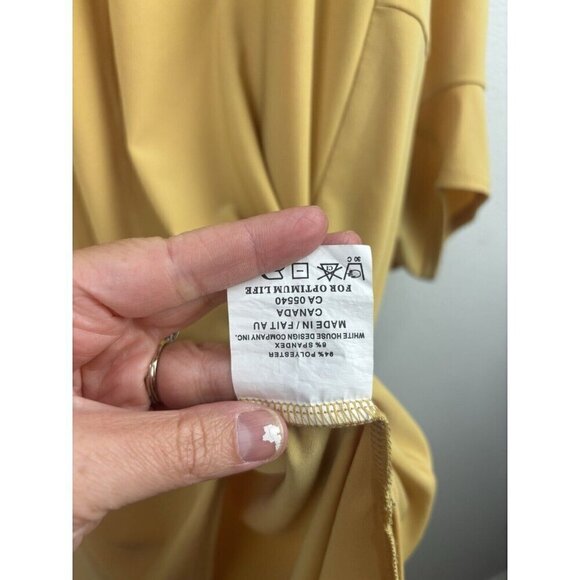 94% POLYESTER
6% SPANDEX
WHITE HOUSE DESIGN COMPANY INC.
MADE IN / FAIT AU
CANADA
CA 05540
FOR OPTIMUM LIFE
30 C